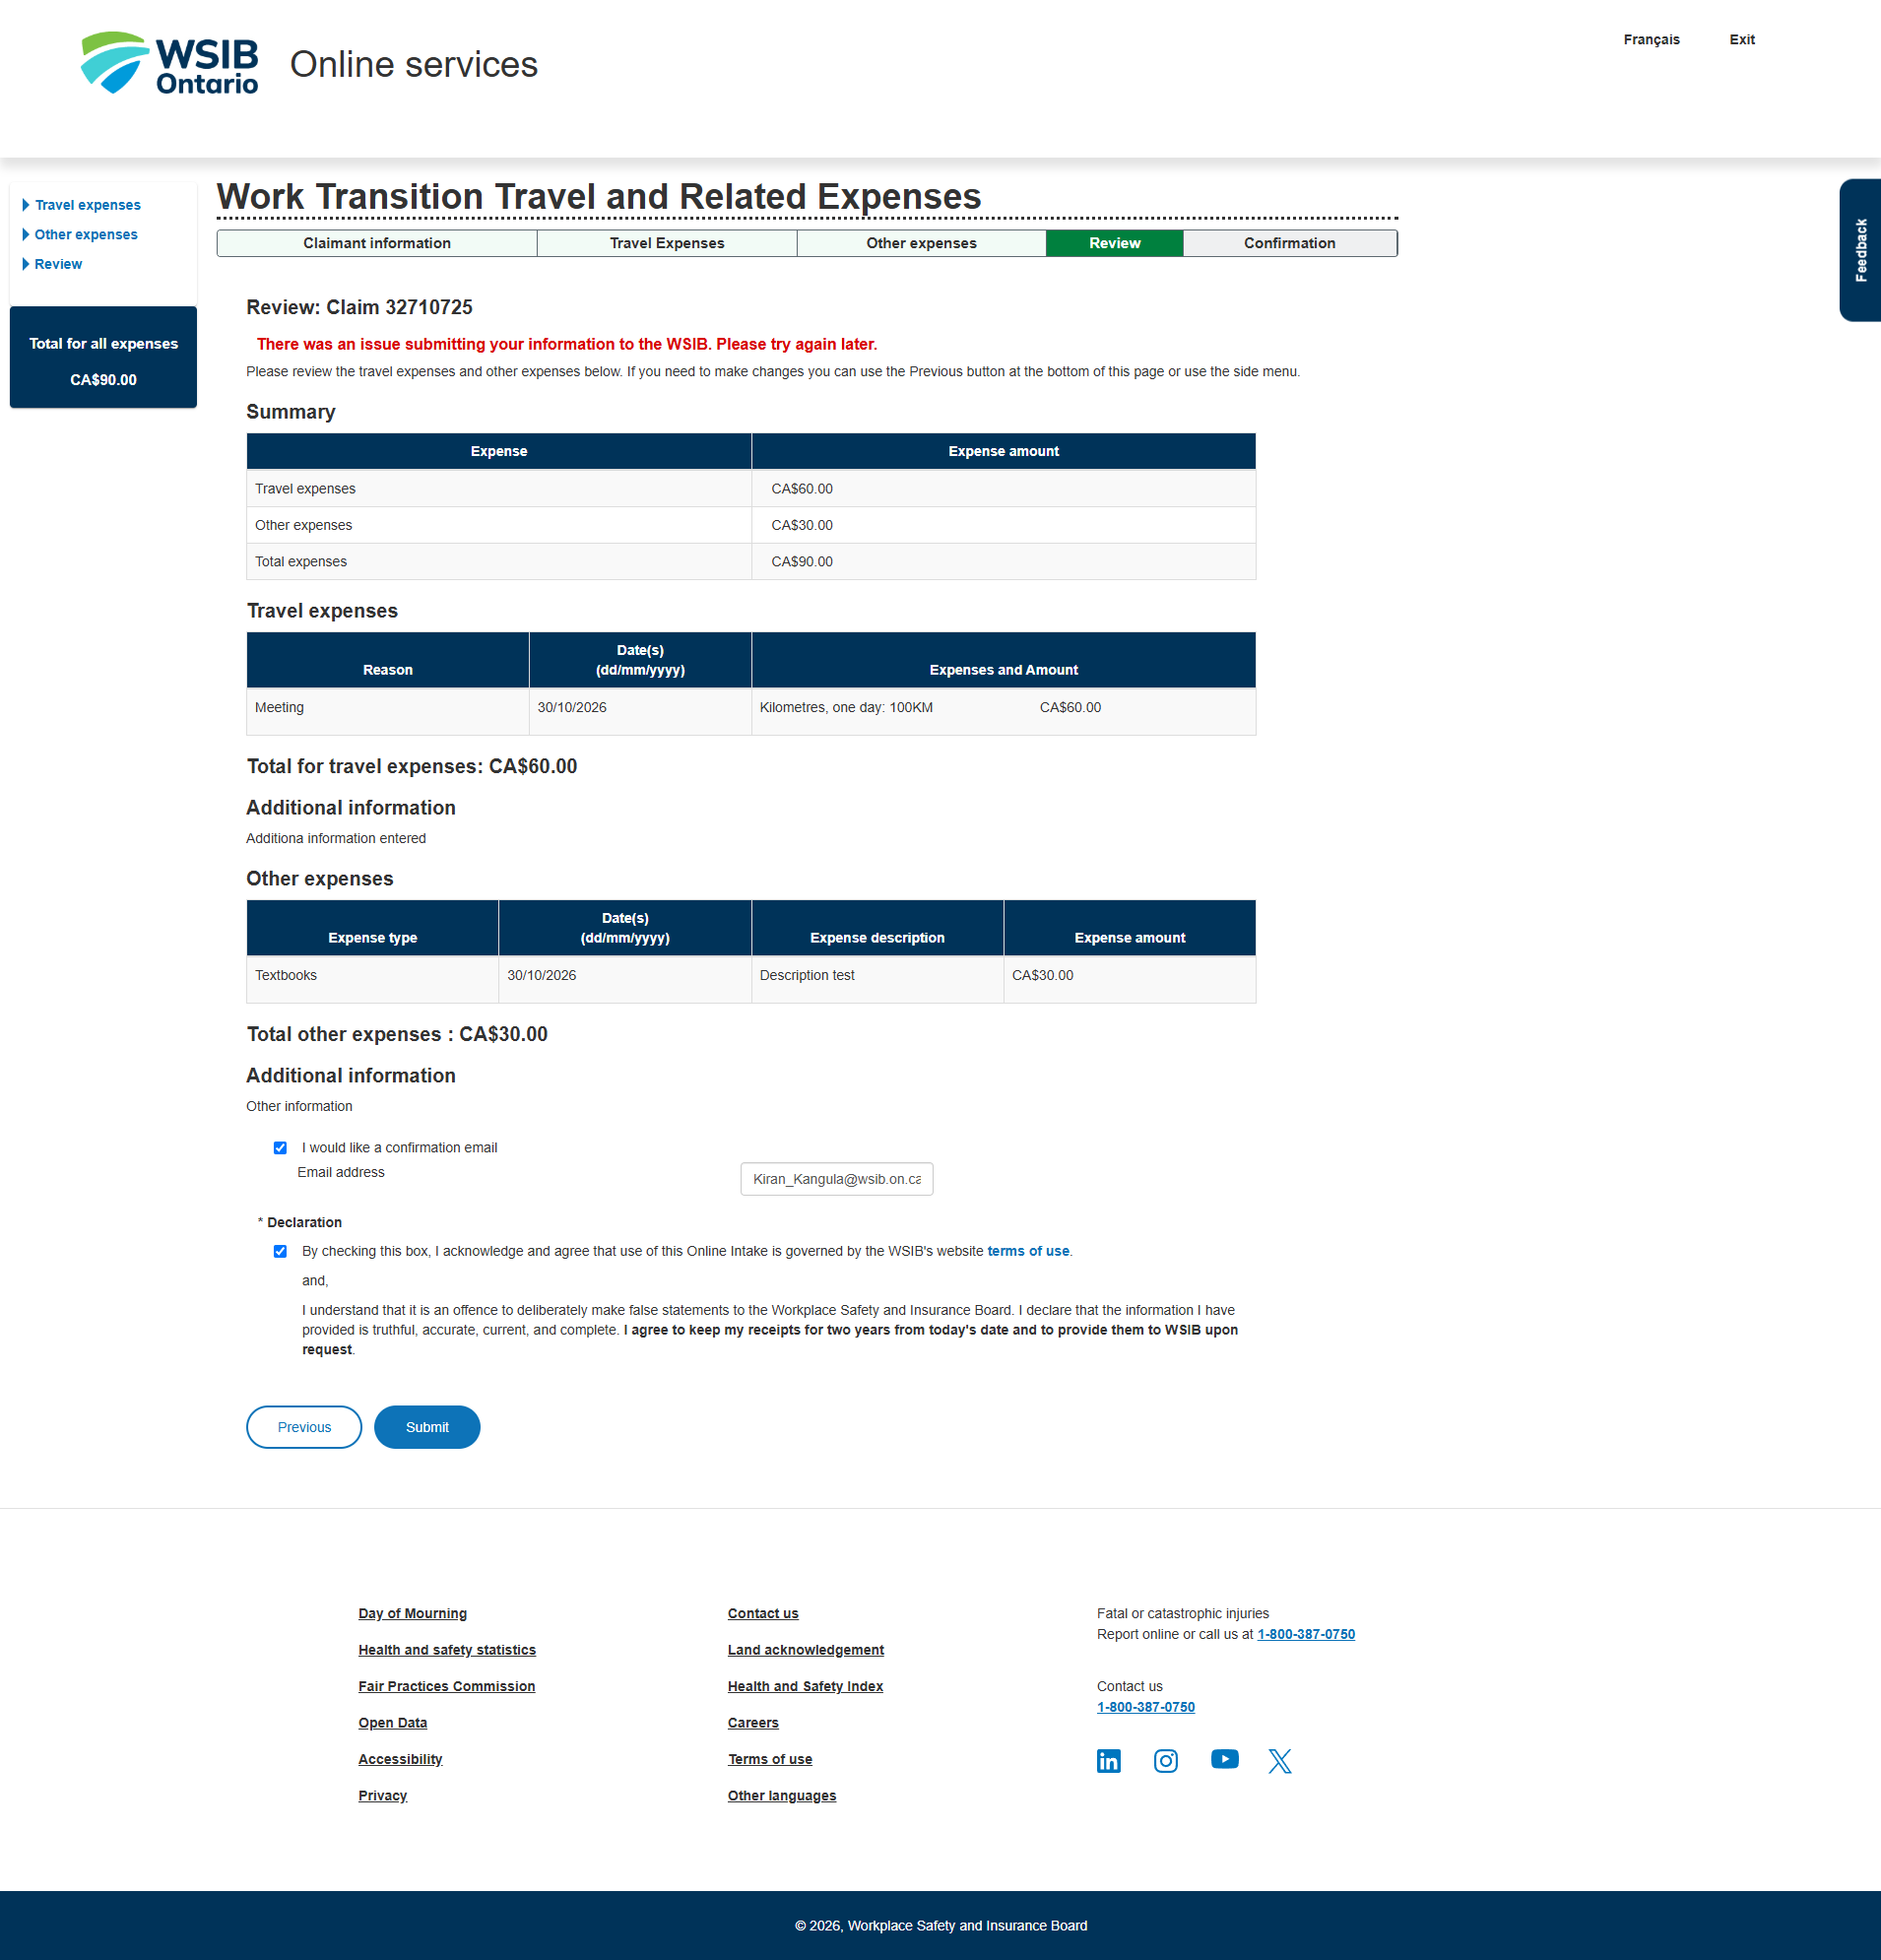 WSIB
Ontario
Online services
Français
Exit
Travel expenses
Other expenses
Review
Total for all expenses
CA$90.00
Feedback
Work Transition Travel and Related Expenses
Claimant information
Travel Expenses
Other expenses
Review
Confirmation
Review: Claim 32710725
There was an issue submitting your information to the WSIB. Please try again later.
Please review the travel expenses and other expenses below. If you need to make changes you can use the Previous button at the bottom of this page or use the side menu.
Summary
Expense
Expense amount
Travel expenses
CA$60.00
Other expenses
CA$30.00
Total expenses
CA$90.00
Travel expenses
Reason
Date(s)
(dd/mm/yyyy)
Expenses and Amount
Meeting
30/10/2026
Kilometres, one day: 100KM
CA$60.00
Total for travel expenses: CA$60.00
Additional information
Additiona information entered
Other expenses
Expense type
Date(s)
(dd/mm/yyyy)
Expense description
Expense amount
Textbooks
30/10/2026
Description test
CA$30.00
Total other expenses : CA$30.00
Additional information
Other information
I would like a confirmation email
Email address
Kiran_Kangula@wsib.on.ca
* Declaration
By checking this box, I acknowledge and agree that use of this Online Intake is governed by the WSIB's website terms of use.
and,
I understand that it is an offence to deliberately make false statements to the Workplace Safety and Insurance Board. I declare that the information I have
provided is truthful, accurate, current, and complete. I agree to keep my receipts for two years from today's date and to provide them to WSIB upon
request.
Previous
Submit
Day of Mourning
Health and safety statistics
Fair Practices Commission
Open Data
Accessibility
Privacy
Contact us
Land acknowledgement
Health and Safety Index
Careers
Terms of use
Other languages
Fatal or catastrophic injuries
Report online or call us at 1-800-387-0750
Contact us
1-800-387-0750
© 2026, Workplace Safety and Insurance Board